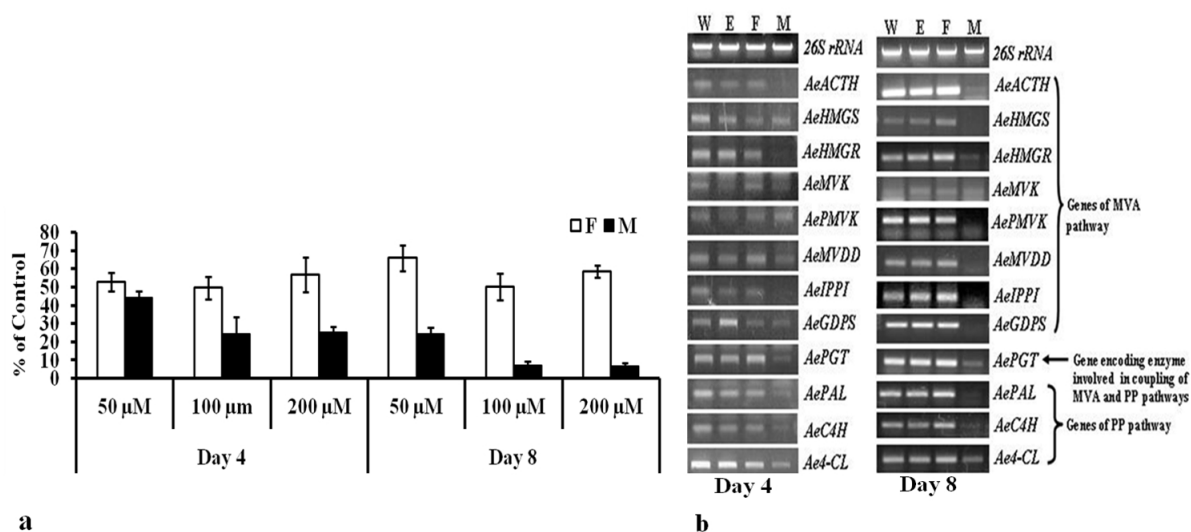 F M
% of Control
80
70
60
50
40
30
20
10
0
50 µM 100 µm 200 µM 50 µM 100 µM 200 µM
Day 4 Day 8
a
W E F M
26S rRNA
AeACTH
AeHMGS
AeHMGR
AeMVK
AePMVK
AeMVDD
AeIPPI
AeGDPS
AePGT
AePAL
AeC4H
Ae4-CL
Day 4
W E F M
26S rRNA
AeACTH
AeHMGS
AeHMGR
AeMVK
AePMVK
AeMVDD
AeIPPI
AeGDPS
AePGT
AePAL
AeC4H
Ae4-CL
Day 8
Genes of MVA
pathway
Gene encoding enzyme
involved in coupling of
MVA and PP pathways
Genes of PP pathway
b